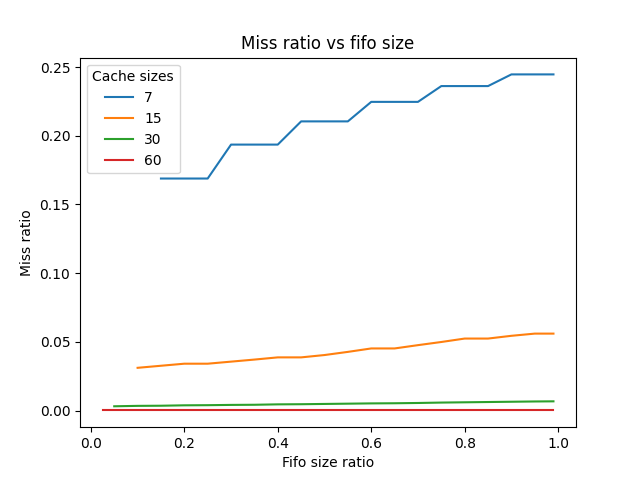 Miss ratio vs fifo size
Cache sizes
7
15
30
60
Miss ratio
0.25
0.20
0.15
0.10
0.05
0.00
0.0 0.2 0.4 0.6 0.8 1.0
Fifo size ratio